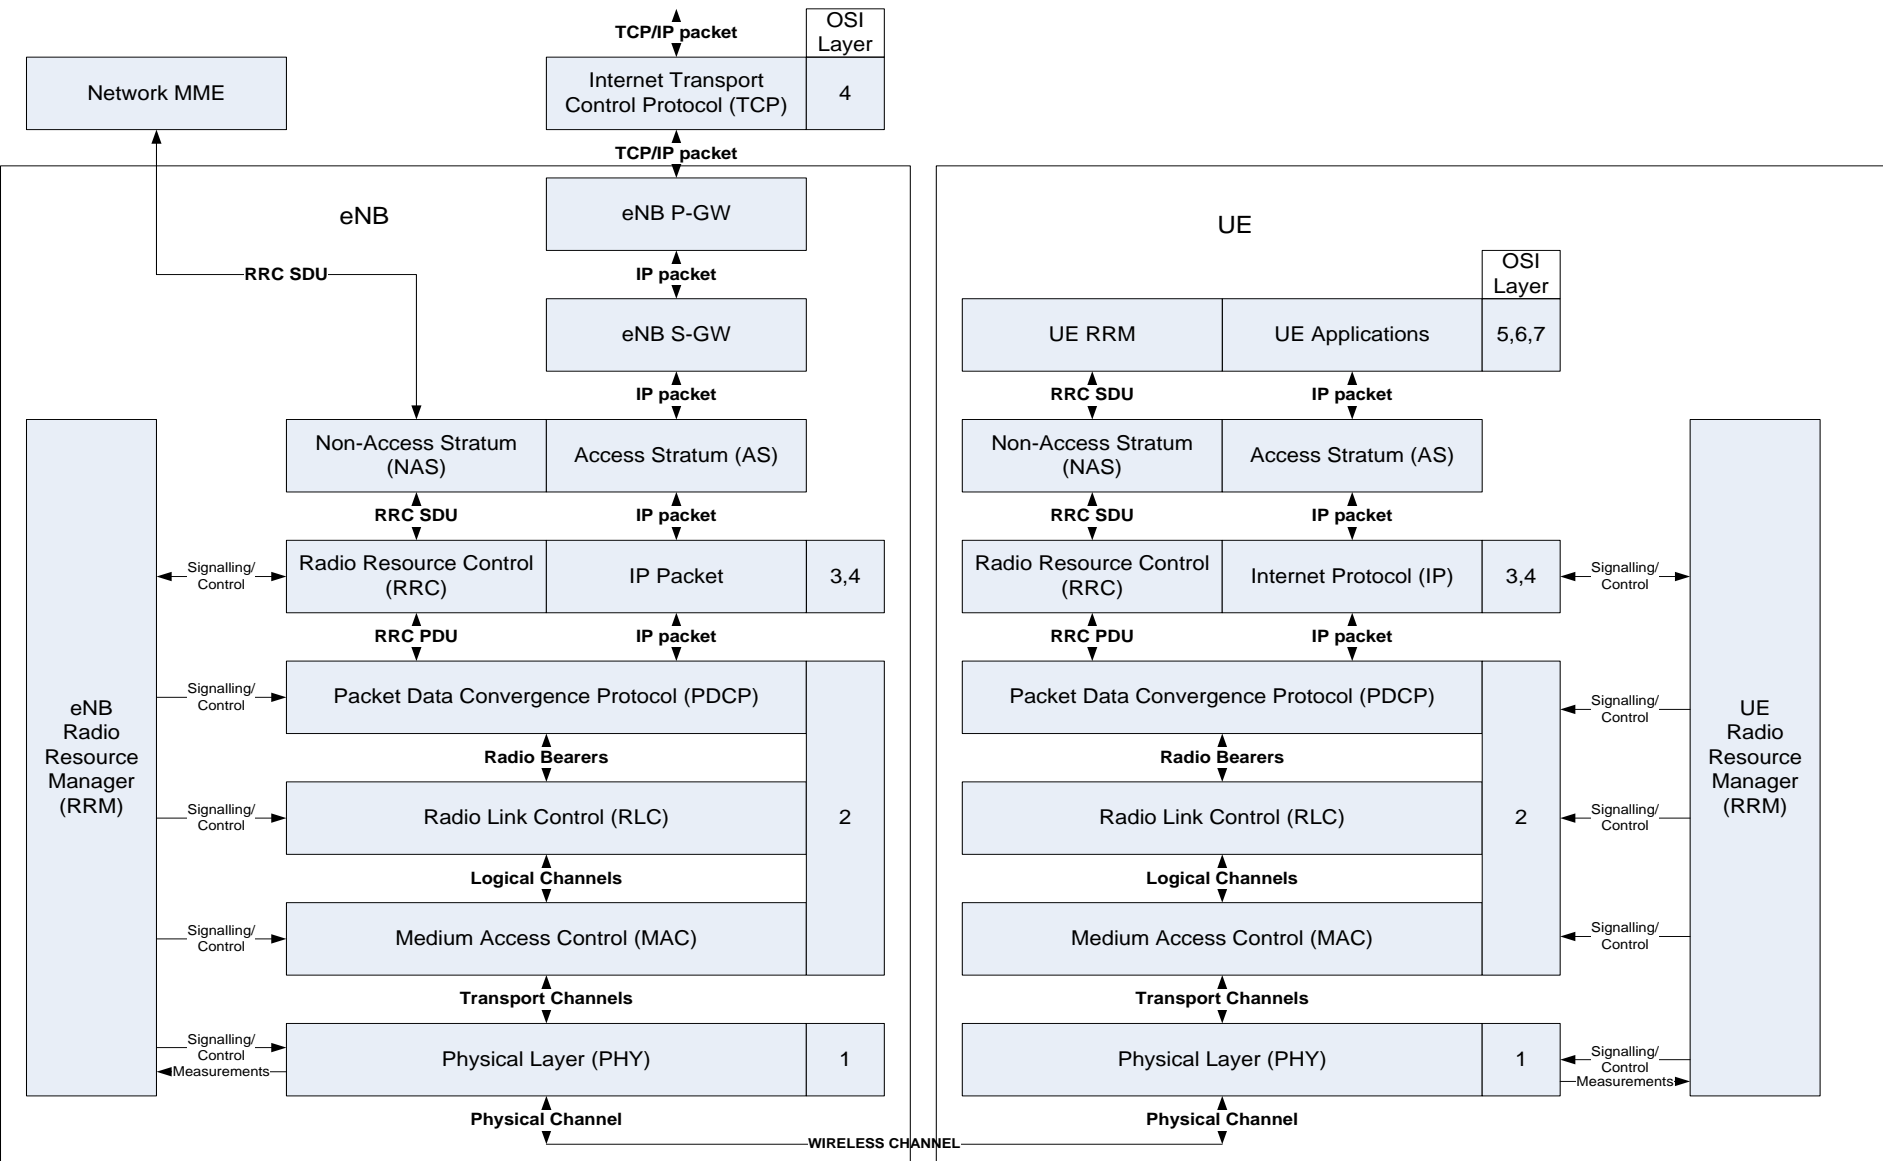 TCP/IP packet
OSI
Layer
Network MME
Internet Transport
Control Protocol (TCP)
4
TCP/IP packet
eNB
eNB P-GW
RRC SDU
IP packet
eNB S-GW
IP packet
Non-Access Stratum
(NAS)
Access Stratum (AS)
RRC SDU
IP packet
Signalling/
Control
Radio Resource Control
(RRC)
IP Packet
3,4
RRC PDU
IP packet
eNB
Radio
Resource
Manager
(RRM)
Signalling/
Control
Packet Data Convergence Protocol (PDCP)
Radio Bearers
Signalling/
Control
Radio Link Control (RLC)
2
Logical Channels
Signalling/
Control
Medium Access Control (MAC)
Transport Channels
Signalling/
Control
Measurements
Physical Layer (PHY)
1
Physical Channel
WIRELESS CHANNEL
UE
OSI
Layer
UE RRM
UE Applications
5,6,7
RRC SDU
IP packet
Non-Access Stratum
(NAS)
Access Stratum (AS)
RRC SDU
IP packet
Radio Resource Control
(RRC)
Internet Protocol (IP)
3,4
Signalling/
Control
RRC PDU
IP packet
Packet Data Convergence Protocol (PDCP)
Signalling/
Control
UE
Radio
Resource
Manager
(RRM)
Radio Bearers
Radio Link Control (RLC)
2
Signalling/
Control
Logical Channels
Medium Access Control (MAC)
Signalling/
Control
Transport Channels
Physical Layer (PHY)
1
Signalling/
Control
Measurements
Physical Channel